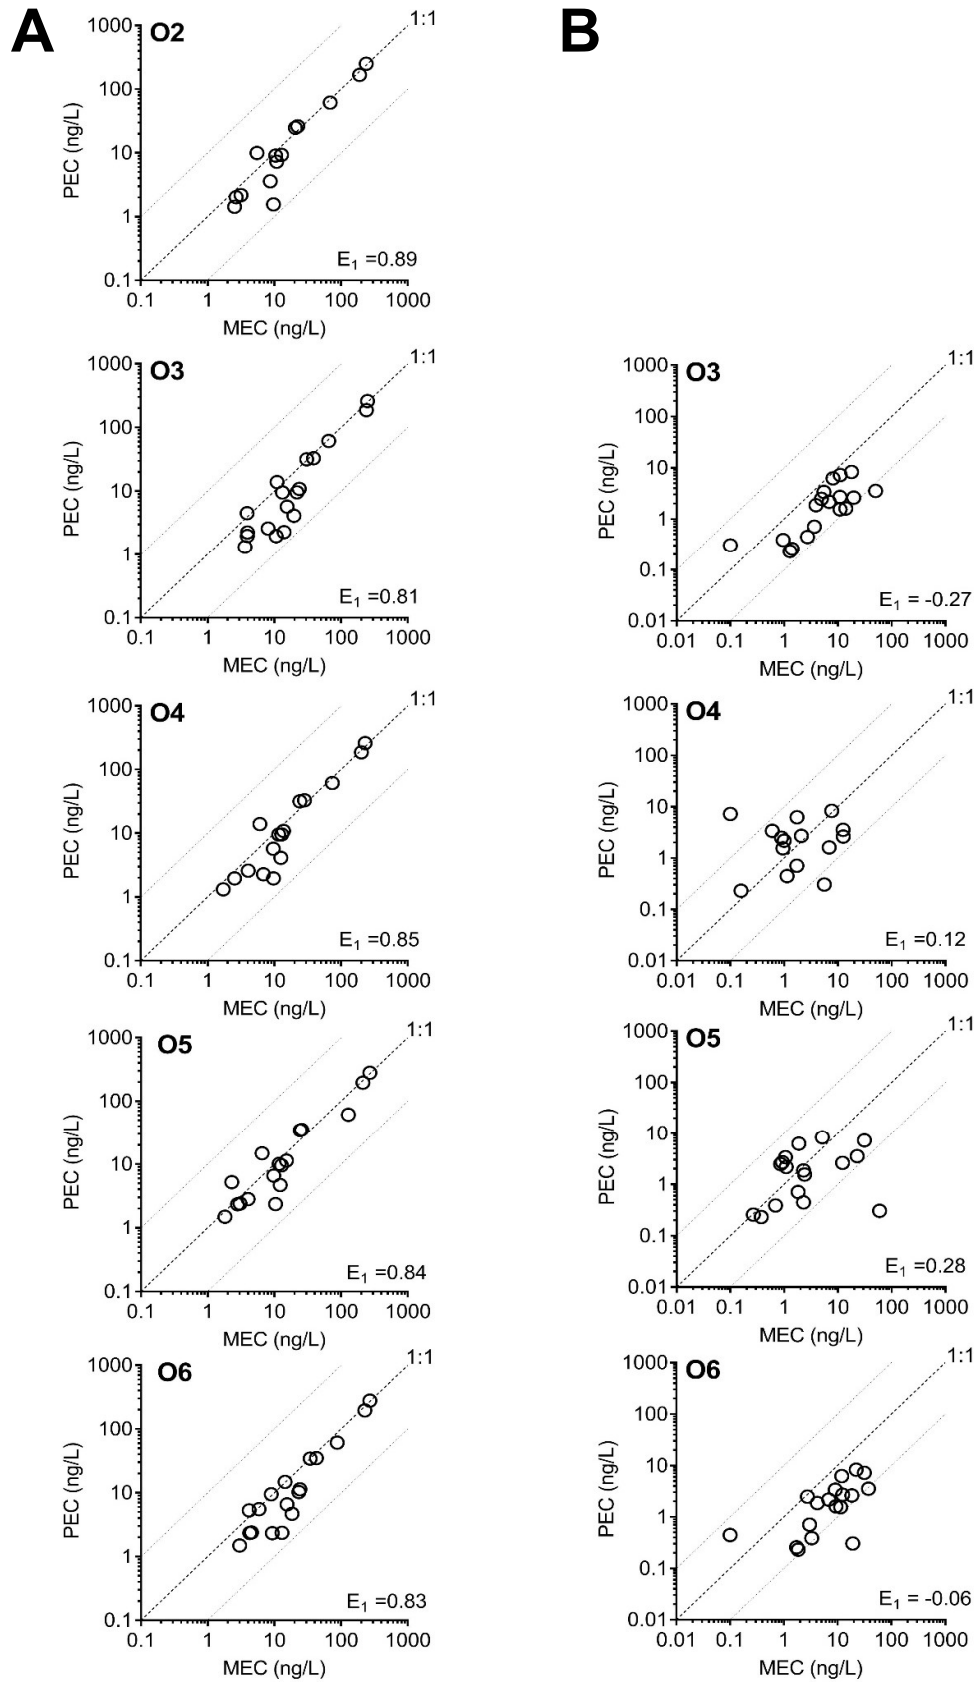 A
B
O2
1:1
PEC (ng/L)
1000
100
10
1
0.1
E1 =0.89
0.1 1 10 100 1000
MEC (ng/L)
O3
1:1
PEC (ng/L)
1000
100
10
1
0.1
E1 =0.81
0.1 1 10 100 1000
MEC (ng/L)
O3
1:1
PEC (ng/L)
1000
100
10
1
0.1
0.01
E1 = -0.27
0.01 0.1 1 10 100 1000
MEC (ng/L)
O4
1:1
PEC (ng/L)
1000
100
10
1
0.1
E1 =0.85
0.1 1 10 100 1000
MEC (ng/L)
O4
1:1
PEC (ng/L)
1000
100
10
1
0.1
0.01
E1 =0.12
0.01 0.1 1 10 100 1000
MEC (ng/L)
O5
1:1
PEC (ng/L)
1000
100
10
1
0.1
E1 =0.84
0.1 1 10 100 1000
MEC (ng/L)
O5
1:1
PEC (ng/L)
1000
100
10
1
0.1
0.01
E1 =0.28
0.01 0.1 1 10 100 1000
MEC (ng/L)
O6
1:1
PEC (ng/L)
1000
100
10
1
0.1
E1 =0.83
0.1 1 10 100 1000
MEC (ng/L)
O6
1:1
PEC (ng/L)
1000
100
10
1
0.1
0.01
E1 = -0.06
0.01 0.1 1 10 100 1000
MEC (ng/L)